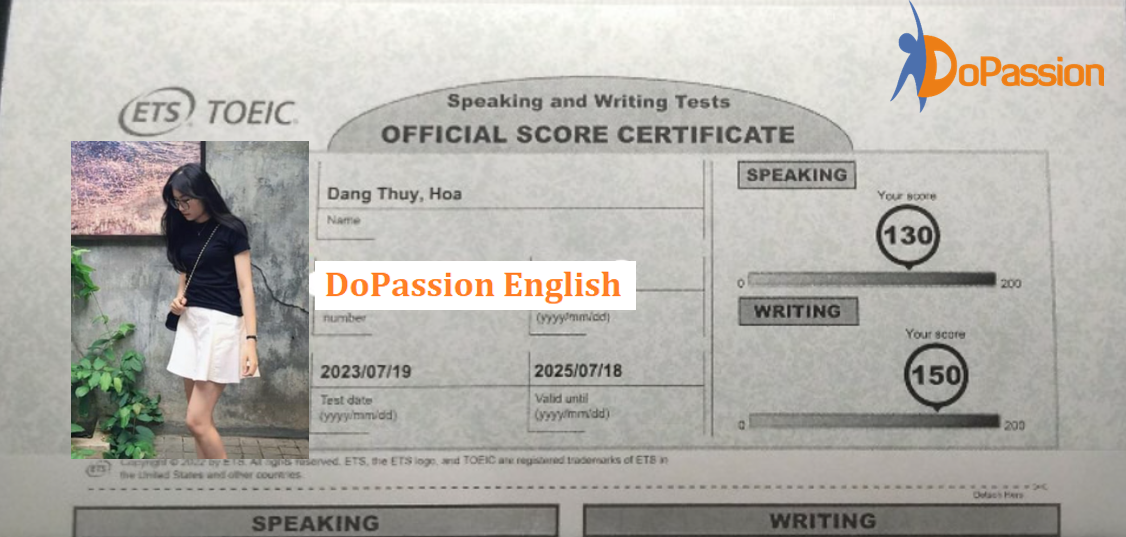 DoPassion
ETS TOEIC
Speaking and Writing Tests
OFFICIAL SCORE CERTIFICATE
Dang Thuy, Hoa
Name
DoPassion English
number
(yyyy/mm/dd)
2023/07/19
2025/07/18
Test date
(yyyy/mm/dd)
Valid until
(yyyy/mm/dd)
SPEAKING
Your score
130
0
200
WRITING
Your score
150
0
200
ETS
Copyright © 2022 by ETS. All rights reserved. ETS, the ETS logo, and TOEIC are registered trademarks of ETS in
the United States and other countries.
Detach Here
SPEAKING
WRITING